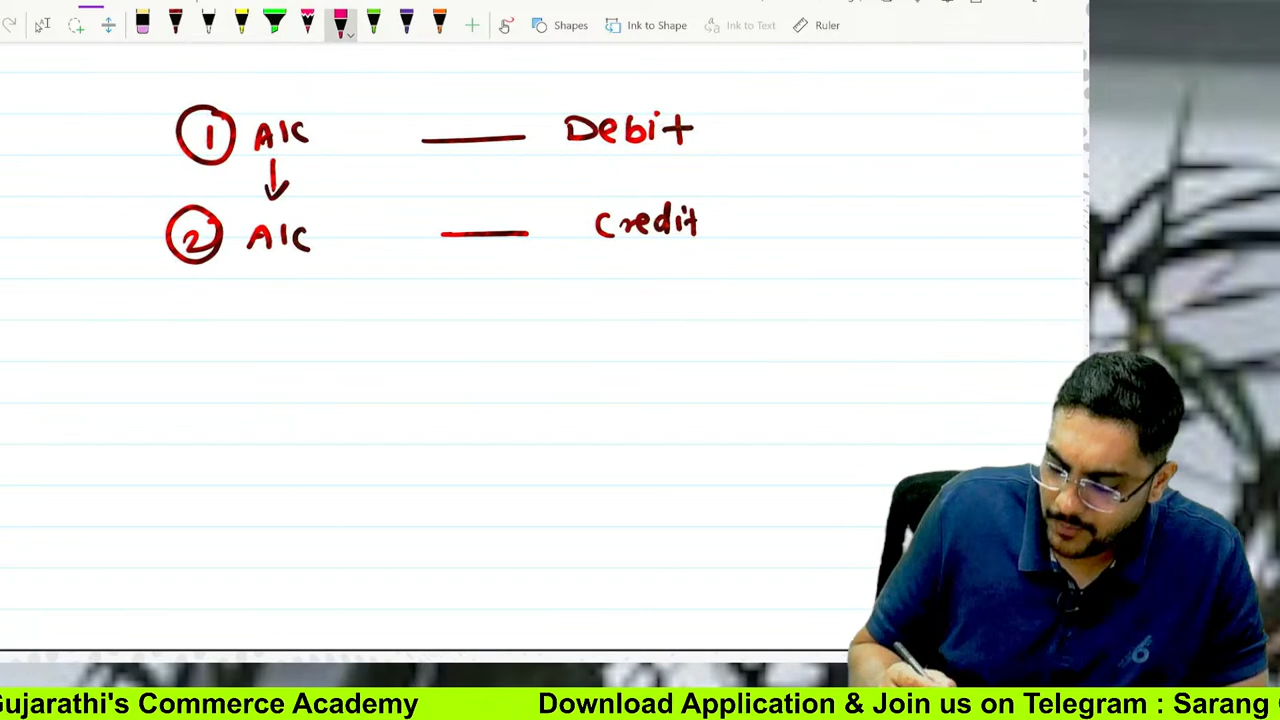 Shapes Ink to Shape Ink to Text Ruler
1 A/C —— Debit
↓
2 A/C —— Credit
Gujarathi's Commerce Academy Download Application & Join us on Telegram : Sarang